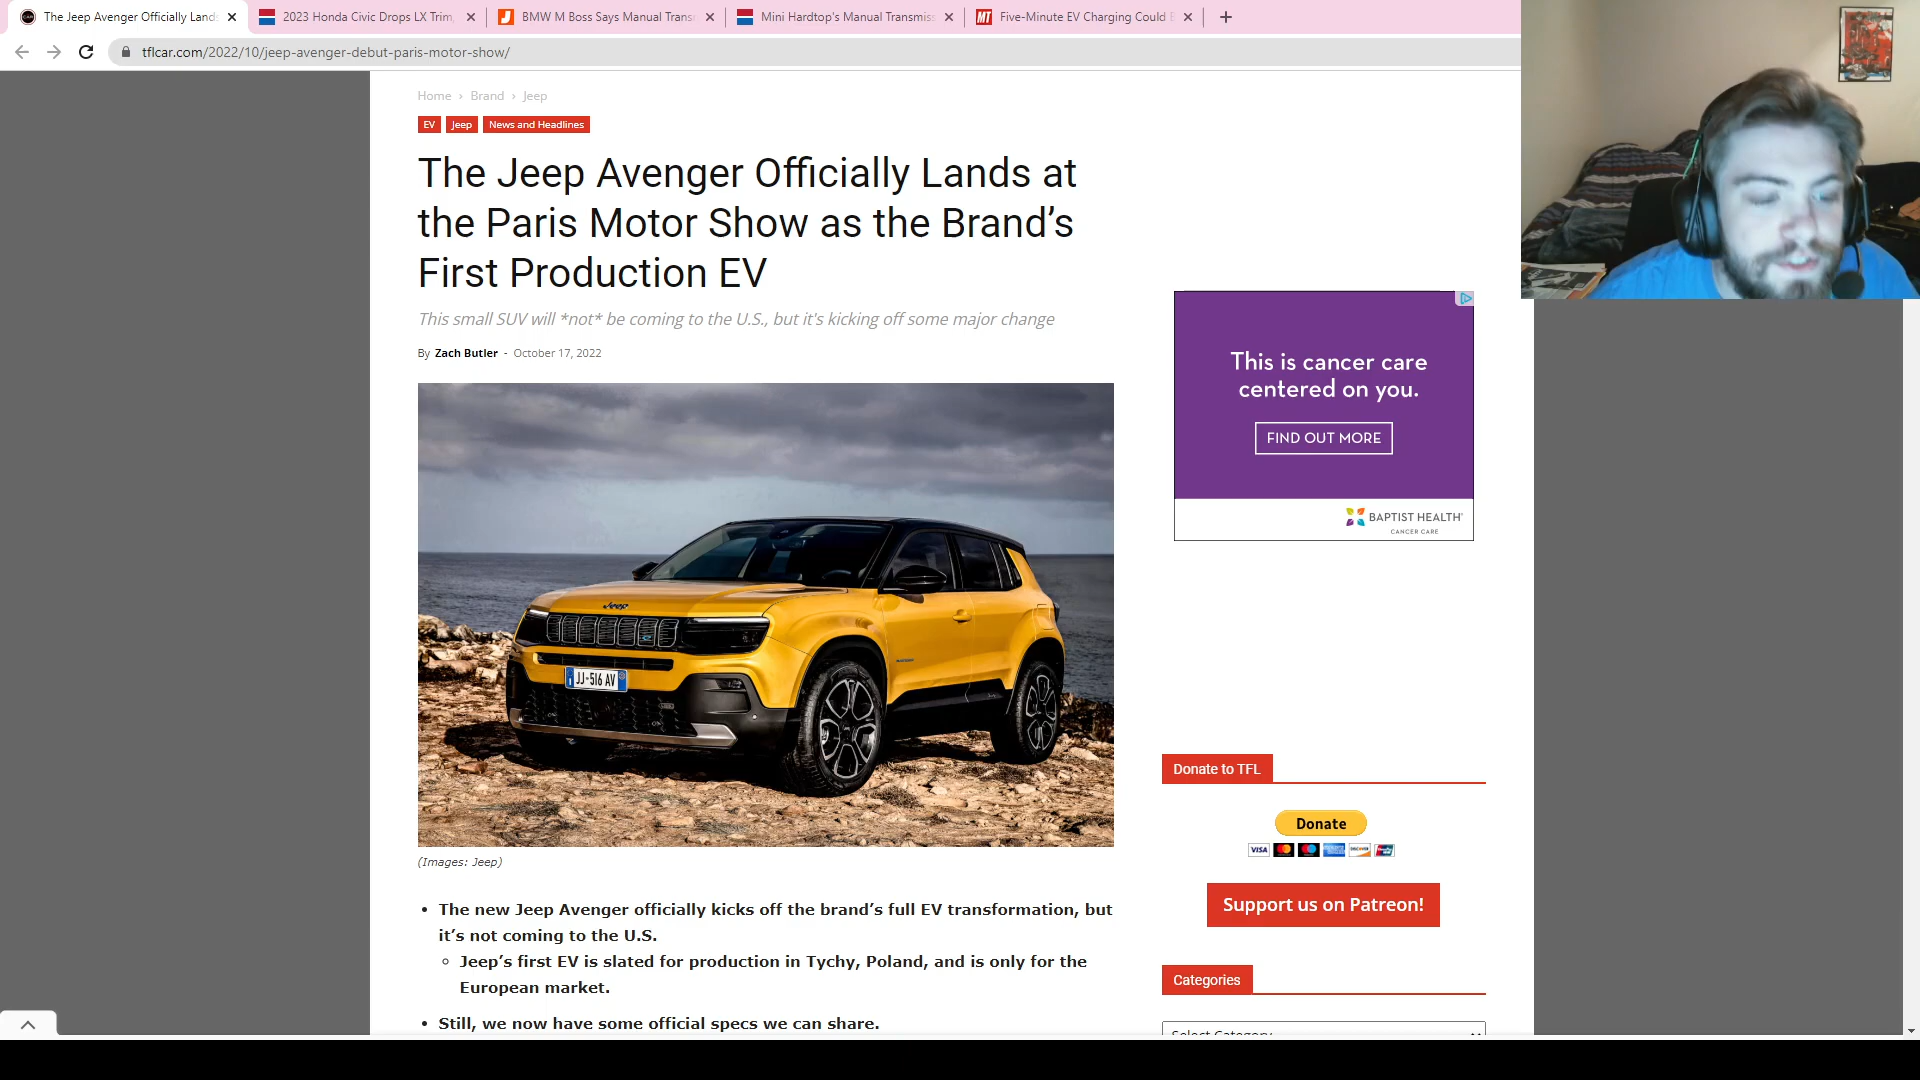 The Jeep Avenger Officially Land
2023 Honda Civic Drops LX Trim,
BMW M Boss Says Manual Trans
Mini Hardtop's Manual Transmiss
Five-Minute EV Charging Could
tflcar.com/2022/10/jeep-avenger-debut-paris-motor-show/
Home › Brand › Jeep
EV Jeep News and Headlines
The Jeep Avenger Officially Lands at
the Paris Motor Show as the Brand’s
First Production EV
This small SUV will *not* be coming to the U.S., but it's kicking off some major change
By Zach Butler - October 17, 2022
Jeep
JJ-516 AV
(Images: Jeep)
• The new Jeep Avenger officially kicks off the brand’s full EV transformation, but
it’s not coming to the U.S.
Jeep’s first EV is slated for production in Tychy, Poland, and is only for the
European market.
• Still, we now have some official specs we can share.
This is cancer care
centered on you.
FIND OUT MORE
BAPTIST HEALTH
CANCER CARE
Donate to TFL
Donate
VISA
Support us on Patreon!
Categories
Select Category